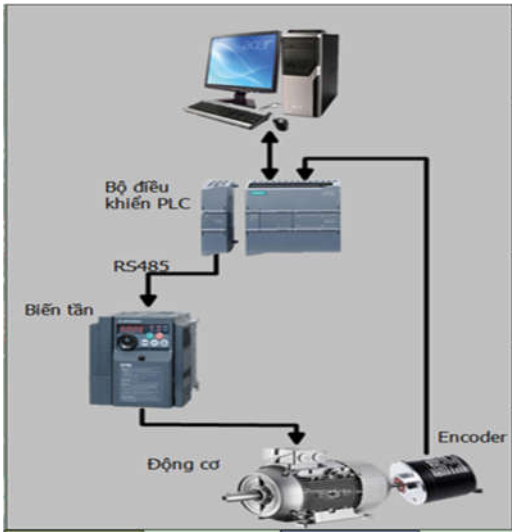 Bộ điều
khiển PLC
RS485
Biến tần
Encoder
Động cơ